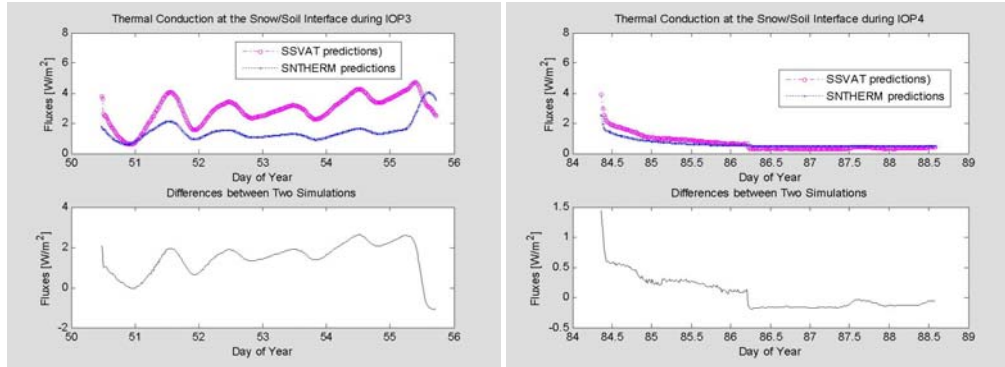 Thermal Conduction at the Snow/Soil Interface during IOP3
8
6
4
2
0
Fluxes [W/m2]
SSVAT predictions)
SNTHERM predictions
50 51 52 53 54 55 56
Day of Year
Differences between Two Simulations
4
2
0
-2
Fluxes [W/m2]
50 51 52 53 54 55 56
Day of Year
Thermal Conduction at the Snow/Soil Interface during IOP4
8
6
4
2
0
Fluxes [W/m2]
SSVAT predictions)
SNTHERM predictions
84 84.5 85 85.5 86 86.5 87 87.5 88 88.5 89
Day of Year
Differences between Two Simulations
1.5
1
0.5
0
-0.5
Fluxes [W/m2]
84 84.5 85 85.5 86 86.5 87 87.5 88 88.5 89
Day of Year